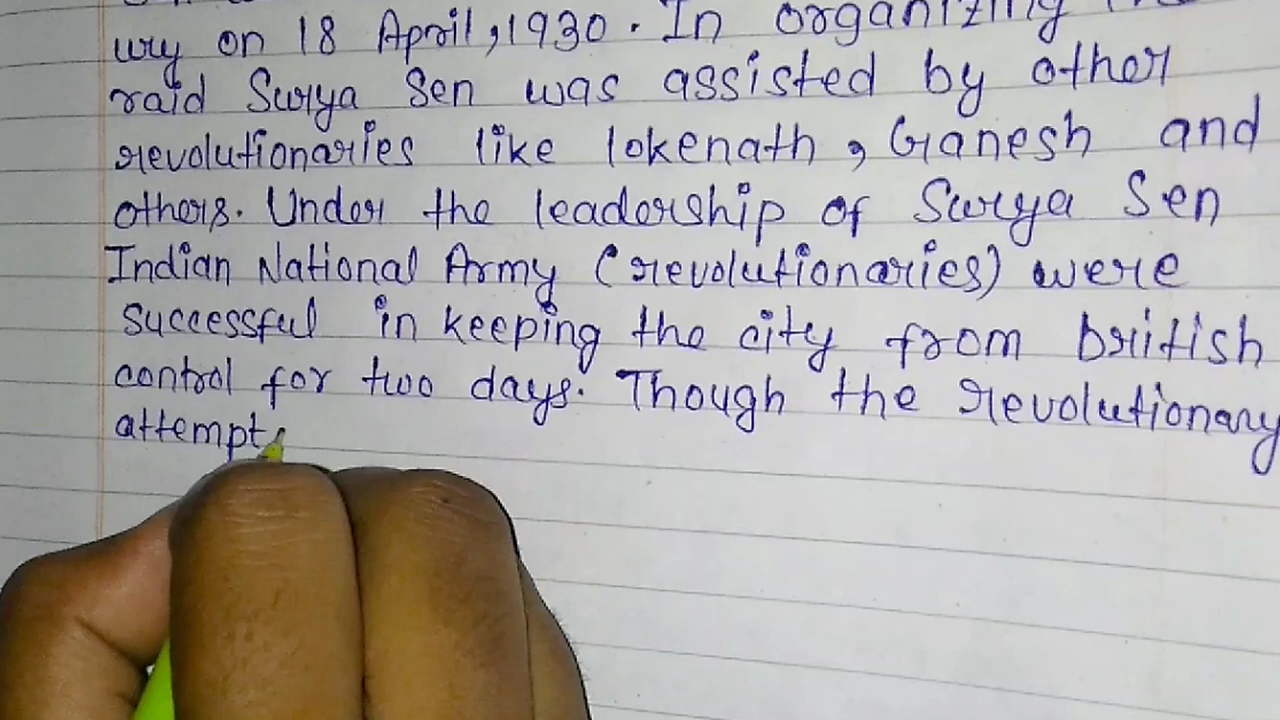 ury on 18 April, 1930. In organizing
raid Surya Sen was assisted by other
revolutionaries like lokenath, Ganesh and
others. Under the leadership of Surya Sen
Indian National Army (revolutionaries) were
successful in keeping the city from british
control for two days. Though the revolutionary
attempt